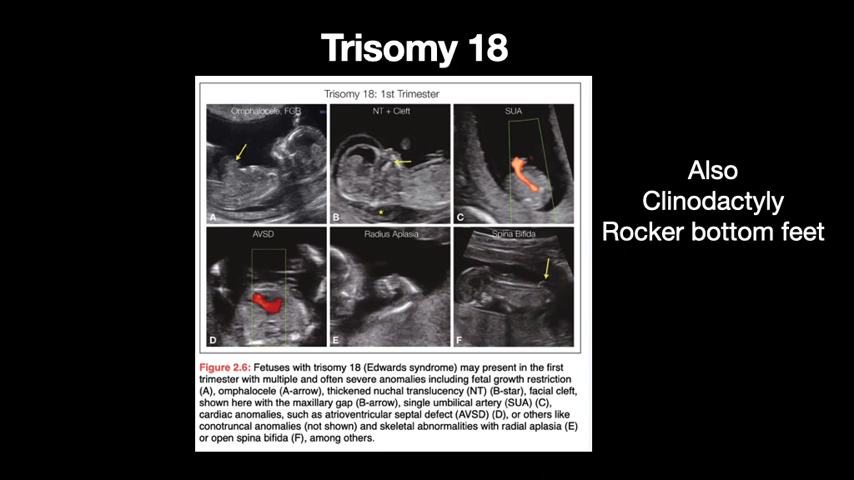 Trisomy 18
Trisomy 18: 1st Trimester
Omphalocele, FGR
NT + Cleft
SUA
A
B
C
AVSD
Radius Aplasia
Spina Bifida
D
E
F
Also
Clinodactyly
Rocker bottom feet
Figure 2.6: Fetuses with trisomy 18 (Edwards syndrome) may present in the first
trimester with multiple and often severe anomalies including fetal growth restriction
(A), omphalocele (A-arrow), thickened nuchal translucency (NT) (B-star), facial cleft,
shown here with the maxillary gap (B-arrow), single umbilical artery (SUA) (C),
cardiac anomalies, such as atrioventricular septal defect (AVSD) (D), or others like
conotruncal anomalies (not shown) and skeletal abnormalities with radial aplasia (E)
or open spina bifida (F), among others.